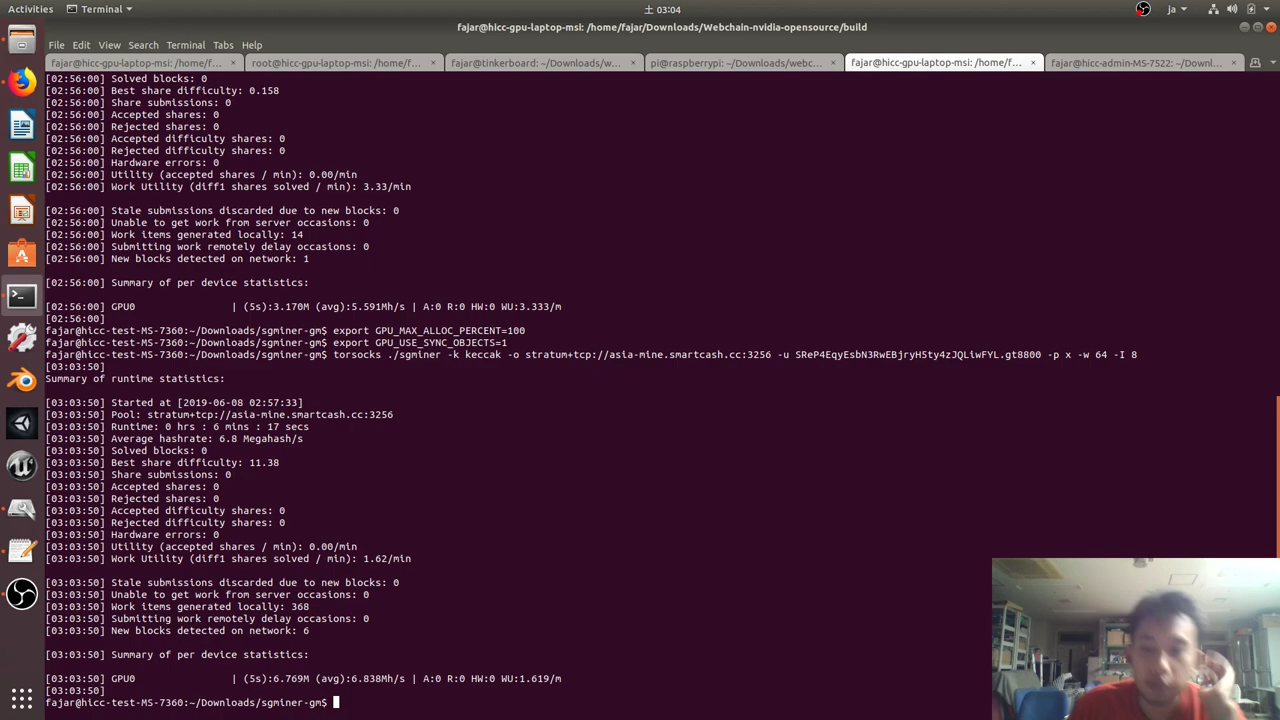 Activities Terminal 土 03:04 ja
fajar@hicc-gpu-laptop-msi: /home/fajar/Downloads/Webchain-nvidia-opensource/build
File Edit View Search Terminal Tabs Help
fajar@hicc-gpu-laptop-msi: /home/f... × root@hicc-gpu-laptop-msi: /home/f... × fajar@tinkerboard: ~/Downloads/w... × pi@raspberrypi: ~/Downloads/webc... × fajar@hicc-gpu-laptop-msi: /home/f... × fajar@hicc-admin-MS-7522: ~/Downl... ×
[02:56:00] Solved blocks: 0
[02:56:00] Best share difficulty: 0.158
[02:56:00] Share submissions: 0
[02:56:00] Accepted shares: 0
[02:56:00] Rejected shares: 0
[02:56:00] Accepted difficulty shares: 0
[02:56:00] Rejected difficulty shares: 0
[02:56:00] Hardware errors: 0
[02:56:00] Utility (accepted shares / min): 0.00/min
[02:56:00] Work Utility (diff1 shares solved / min): 3.33/min
[02:56:00] Stale submissions discarded due to new blocks: 0
[02:56:00] Unable to get work from server occasions: 0
[02:56:00] Work items generated locally: 14
[02:56:00] Submitting work remotely delay occasions: 0
[02:56:00] New blocks detected on network: 1
[02:56:00] Summary of per device statistics:
[02:56:00] GPU0 | (5s):3.170M (avg):5.591Mh/s | A:0 R:0 HW:0 WU:3.333/m
[02:56:00]
fajar@hicc-test-MS-7360:~/Downloads/sgminer-gm$ export GPU_MAX_ALLOC_PERCENT=100
fajar@hicc-test-MS-7360:~/Downloads/sgminer-gm$ export GPU_USE_SYNC_OBJECTS=1
fajar@hicc-test-MS-7360:~/Downloads/sgminer-gm$ torsocks ./sgminer -k keccak -o stratum+tcp://asia-mine.smartcash.cc:3256 -u SReP4EqyEsbN3RwEBjryH5ty4zJQLiwFYL.gt8800 -p x -w 64 -I 8
[03:03:50]
Summary of runtime statistics:
[03:03:50] Started at [2019-06-08 02:57:33]
[03:03:50] Pool: stratum+tcp://asia-mine.smartcash.cc:3256
[03:03:50] Runtime: 0 hrs : 6 mins : 17 secs
[03:03:50] Average hashrate: 6.8 Megahash/s
[03:03:50] Solved blocks: 0
[03:03:50] Best share difficulty: 11.38
[03:03:50] Share submissions: 0
[03:03:50] Accepted shares: 0
[03:03:50] Rejected shares: 0
[03:03:50] Accepted difficulty shares: 0
[03:03:50] Rejected difficulty shares: 0
[03:03:50] Hardware errors: 0
[03:03:50] Utility (accepted shares / min): 0.00/min
[03:03:50] Work Utility (diff1 shares solved / min): 1.62/min
[03:03:50] Stale submissions discarded due to new blocks: 0
[03:03:50] Unable to get work from server occasions: 0
[03:03:50] Work items generated locally: 368
[03:03:50] Submitting work remotely delay occasions: 0
[03:03:50] New blocks detected on network: 6
[03:03:50] Summary of per device statistics:
[03:03:50] GPU0 | (5s):6.769M (avg):6.838Mh/s | A:0 R:0 HW:0 WU:1.619/m
[03:03:50]
fajar@hicc-test-MS-7360:~/Downloads/sgminer-gm$